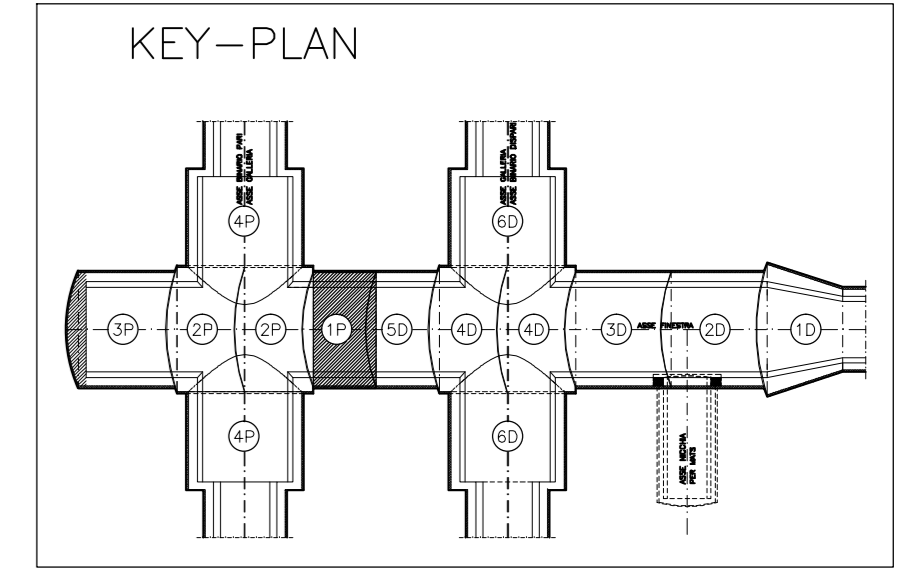 KEY-PLAN
ASSE BINARIO PARI
ASSE GALLERIA
ASSE GALLERIA
ASSE BINARIO DISPARI
4P
6D
3P
2P
2P
1P
5D
4D
4D
3D
ASSE FINESTRA
2D
1D
4P
6D
ASSE NICCHIA
PER MATS